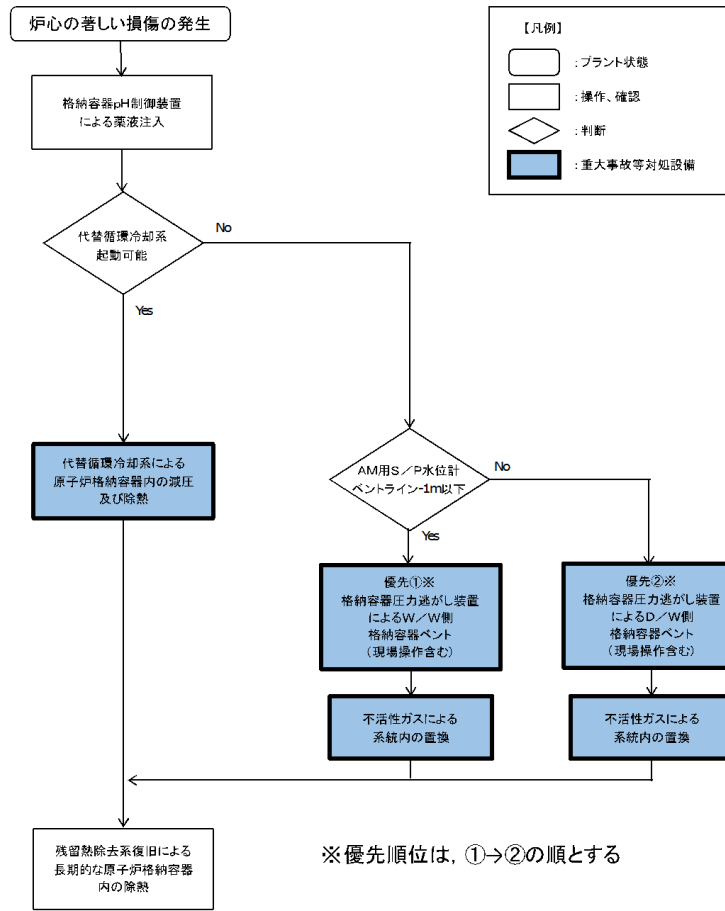 炉心の著しい損傷の発生
格納容器pH制御装置
による薬液注入
代替循環冷却系
起動可能
No
Yes
代替循環冷却系による
原子炉格納容器内の減圧
及び除熱
AM用S／P水位計
ベントライン-1m以下
No
Yes
優先①※
格納容器圧力逃がし装置
によるW／W側
格納容器ベント
（現場操作含む）
優先②※
格納容器圧力逃がし装置
によるD／W側
格納容器ベント
（現場操作含む）
不活性ガスによる
系統内の置換
不活性ガスによる
系統内の置換
残留熱除去系復旧による
長期的な原子炉格納容器
内の除熱
※優先順位は，①→②の順とする
【凡例】
：プラント状態
：操作、確認
：判断
：重大事故等対処設備